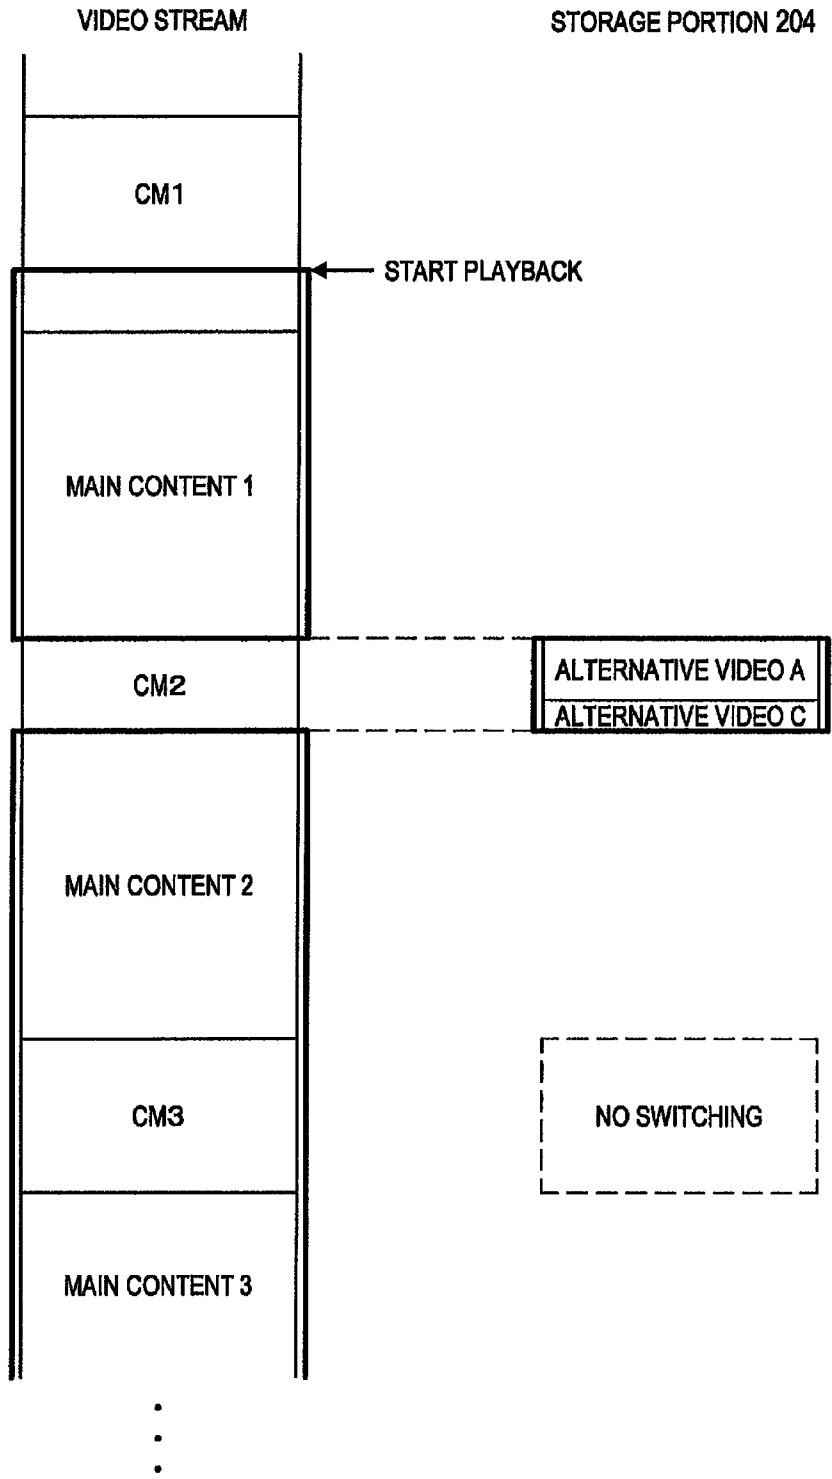 VIDEO STREAM
STORAGE PORTION 204
CM1
START PLAYBACK
MAIN CONTENT 1
CM2
ALTERNATIVE VIDEO A
ALTERNATIVE VIDEO C
MAIN CONTENT 2
CM3
NO SWITCHING
MAIN CONTENT 3